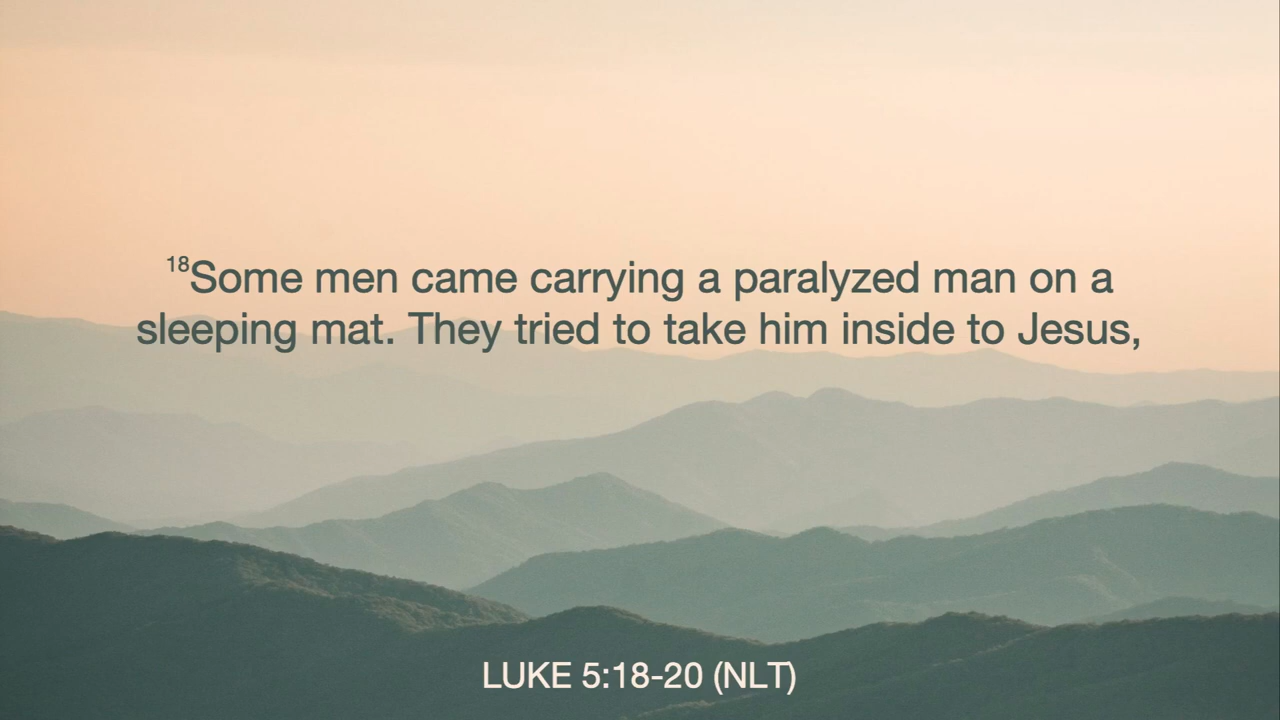 18Some men came carrying a paralyzed man on a
sleeping mat. They tried to take him inside to Jesus,
LUKE 5:18-20 (NLT)